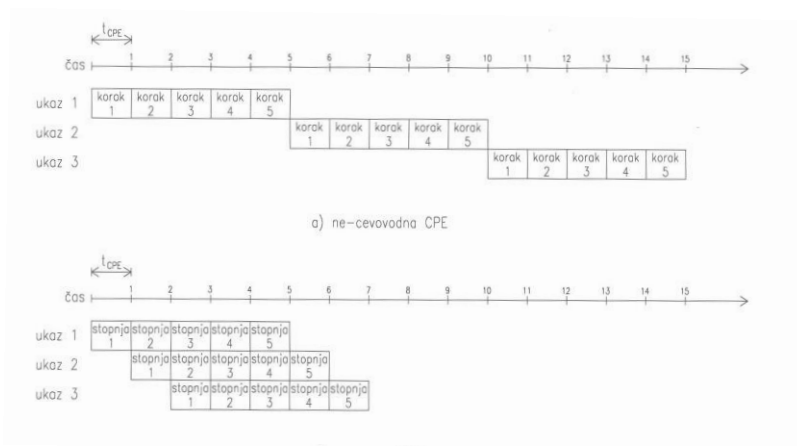 tCPE
1 2 3 4 5 6 7 8 9 10 11 12 13 14 15
čas
ukaz 1 korak 1 korak 2 korak 3 korak 4 korak 5
ukaz 2 korak 1 korak 2 korak 3 korak 4 korak 5
ukaz 3 korak 1 korak 2 korak 3 korak 4 korak 5
a) ne-cevovodna CPE
tCPE
1 2 3 4 5 6 7 8 9 10 11 12 13 14 15
čas
ukaz 1 stopnja 1 stopnja 2 stopnja 3 stopnja 4 stopnja 5
ukaz 2 stopnja 1 stopnja 2 stopnja 3 stopnja 4 stopnja 5
ukaz 3 stopnja 1 stopnja 2 stopnja 3 stopnja 4 stopnja 5